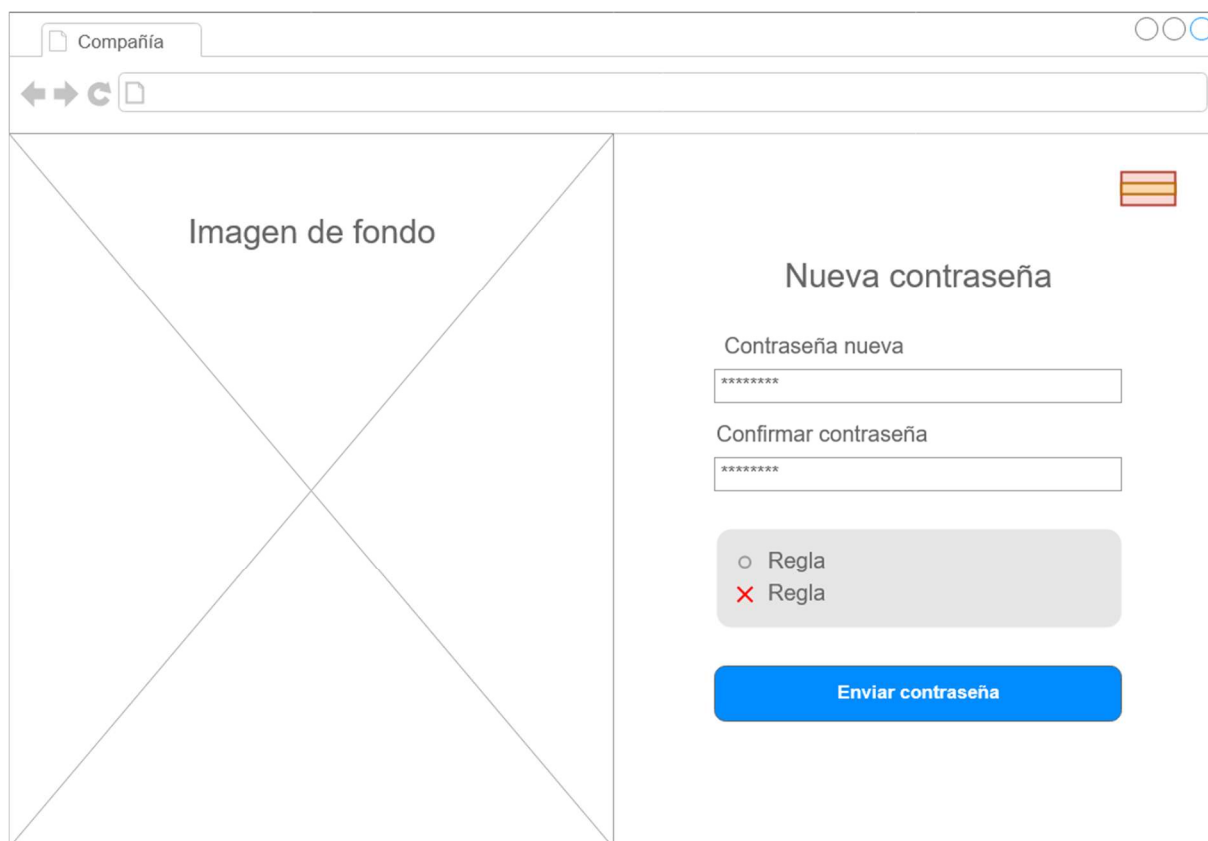 Compañía
Imagen de fondo
Nueva contraseña
Contraseña nueva
********
Confirmar contraseña
********
Regla
Regla
Enviar contraseña